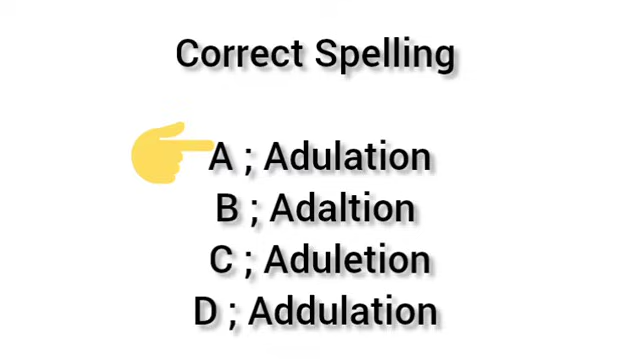 Correct Spelling
A ; Adulation
B ; Adaltion
C ; Aduletion
D ; Addulation